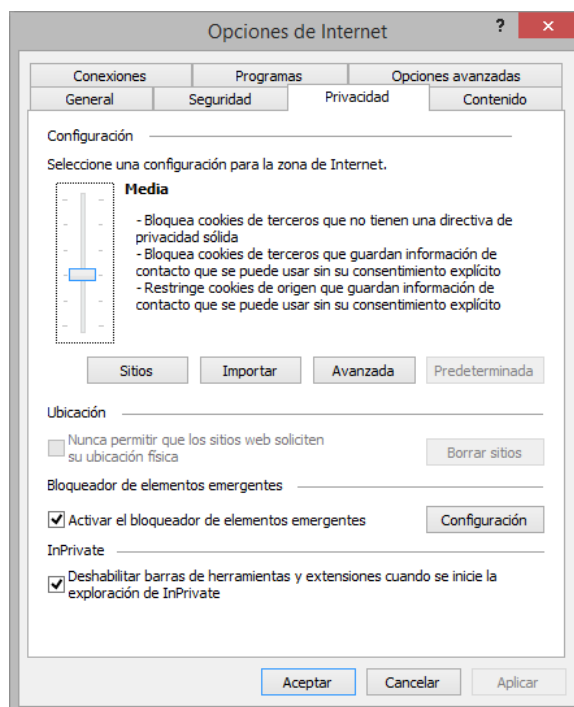 Opciones de Internet
?
×
Conexiones
Programas
Opciones avanzadas
General
Seguridad
Privacidad
Contenido
Configuración
Seleccione una configuración para la zona de Internet.
Media
- Bloquea cookies de terceros que no tienen una directiva de
privacidad sólida
- Bloquea cookies de terceros que guardan información de
contacto que se puede usar sin su consentimiento explícito
- Restringe cookies de origen que guardan información de
contacto que se puede usar sin su consentimiento explícito
Sitios
Importar
Avanzada
Predeterminada
Ubicación
Nunca permitir que los sitios web soliciten
su ubicación física
Borrar sitios
Bloqueador de elementos emergentes
Activar el bloqueador de elementos emergentes
Configuración
InPrivate
Deshabilitar barras de herramientas y extensiones cuando se inicie la
exploración de InPrivate
Aceptar
Cancelar
Aplicar